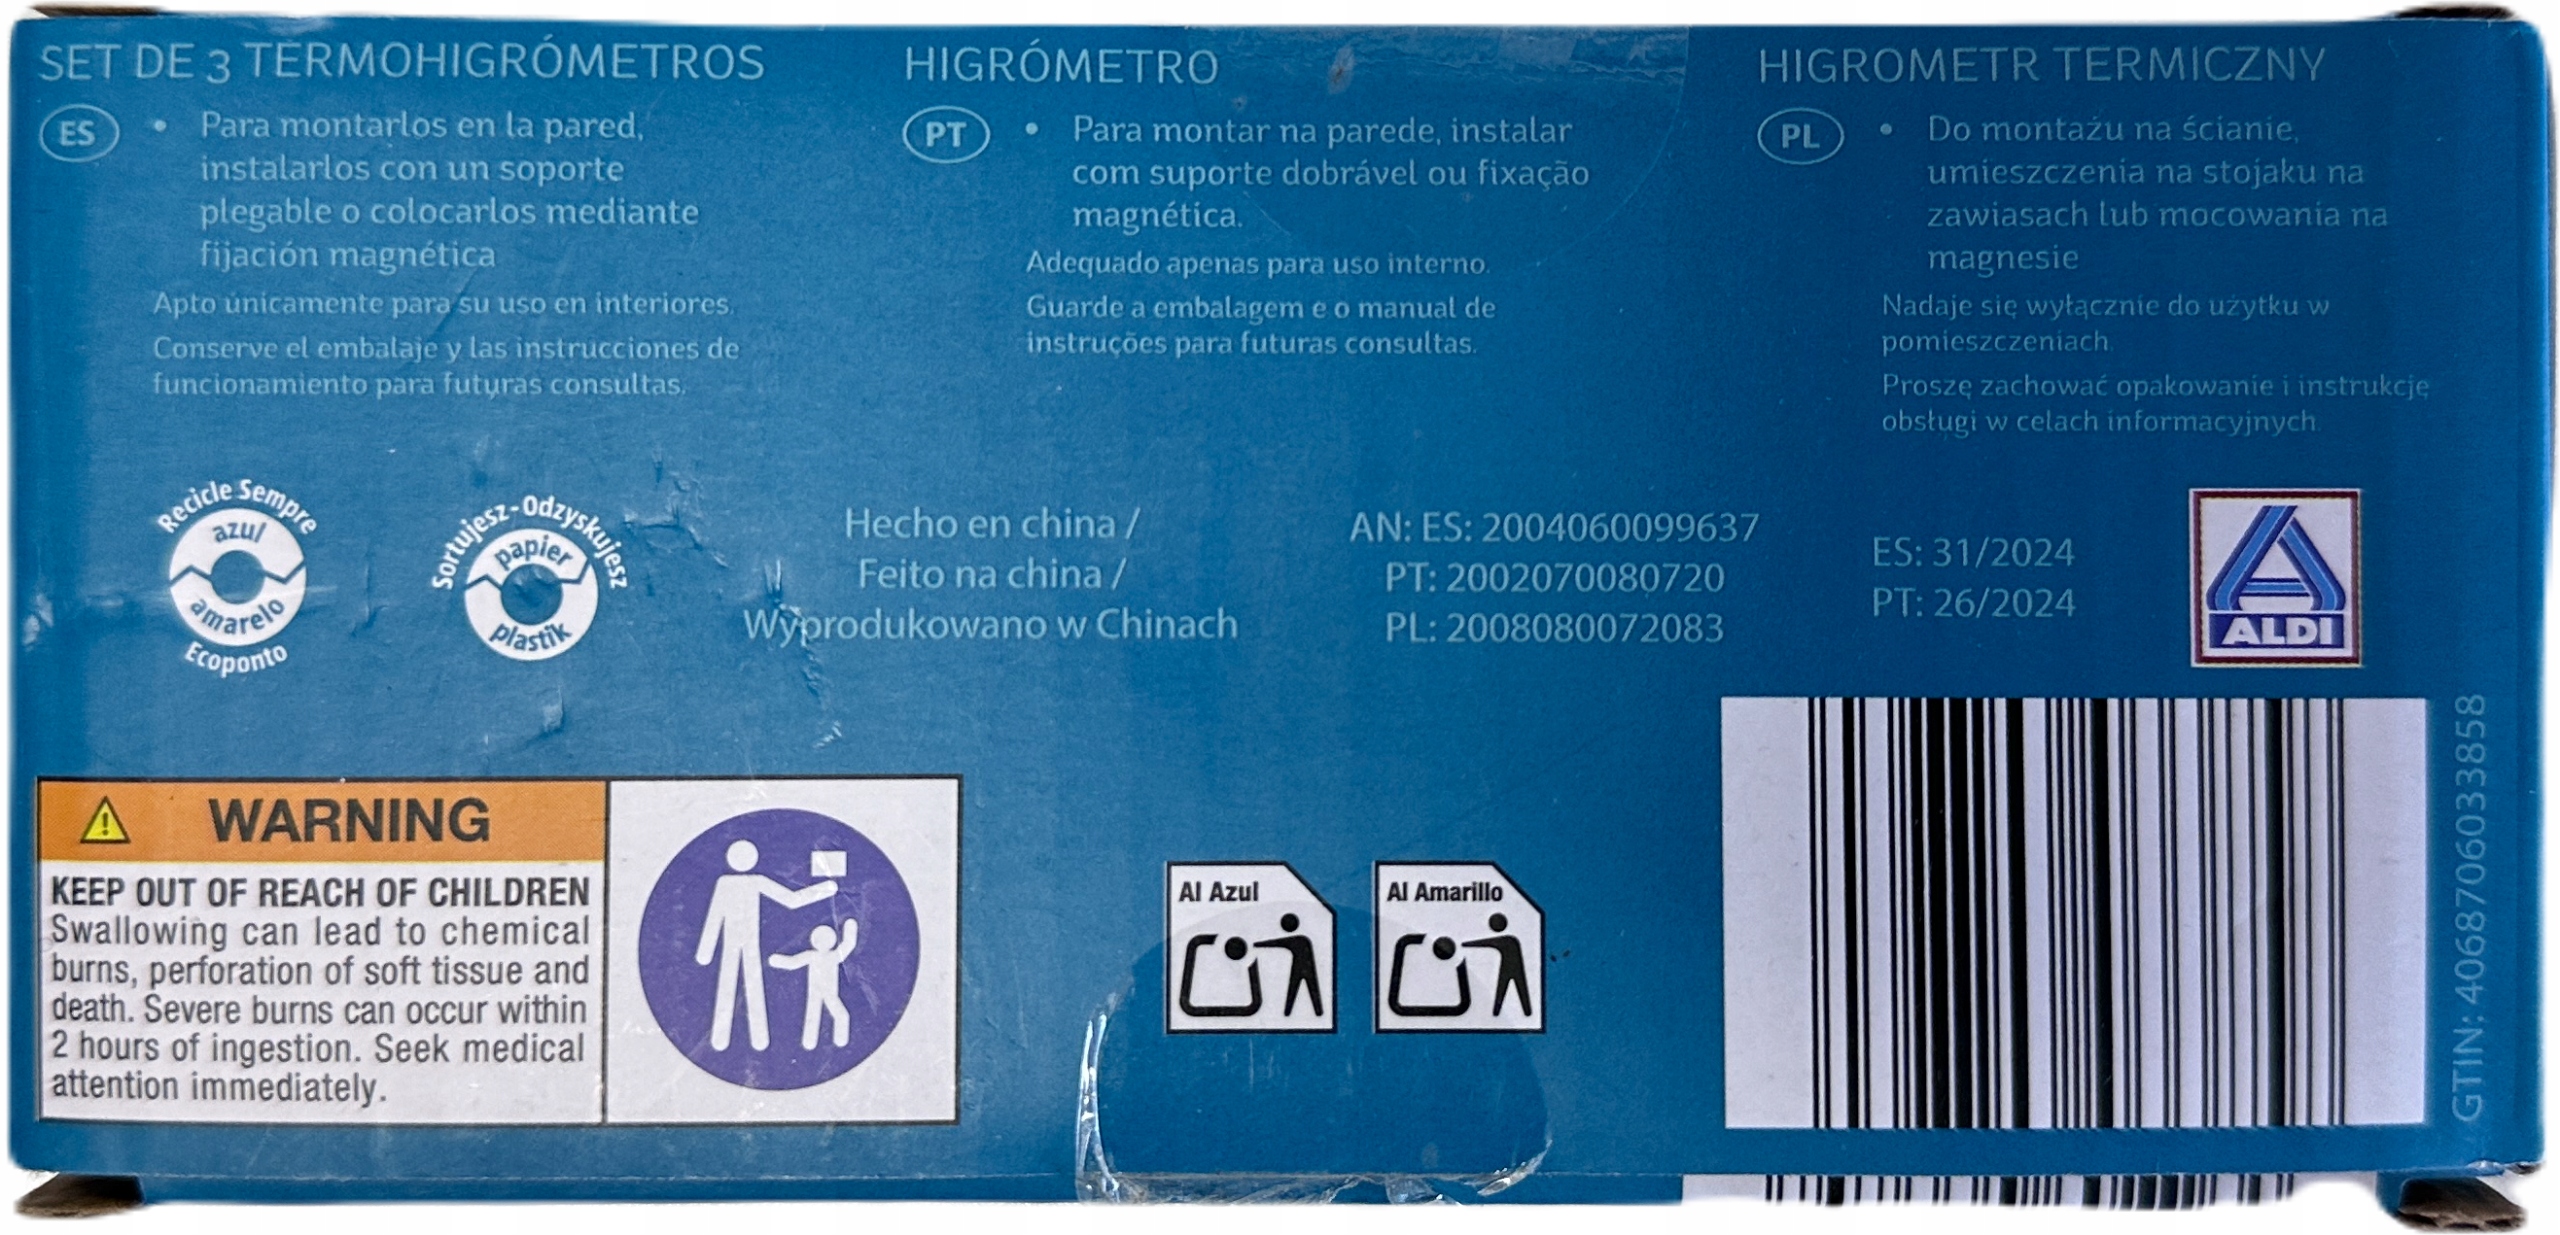 SET DE 3 TERMOHIGRÓMETROS
ES
• Para montarlos en la pared,
instalarlos con un soporte
plegable o colocarlos mediante
fijación magnética
Apto únicamente para su uso en interiores.
Conserve el embalaje y las instrucciones de
funcionamiento para futuras consultas.
HIGRÓMETRO
PT
• Para montar na parede, instalar
com suporte dobrável ou fixação
magnética.
Adequado apenas para uso interno.
Guarde a embalagem e o manual de
instruções para futuras consultas.
HIGROMETR TERMICZNY
PL
• Do montażu na ścianie,
umieszczenia na stojaku na
zawiasach lub mocowania na
magnesie
Nadaje się wyłącznie do użytku w
pomieszczeniach.
Proszę zachować opakowanie i instrukcję
obsługi w celach informacyjnych.
Recicle Sempre
azul
amarelo
Ecoponto
Sortujesz-Odzyskujesz
papier
plastik
Hecho en china /
Feito na china /
Wyprodukowano w Chinach
AN: ES: 2004060099637
PT: 2002070080720
PL: 2008080072083
ES: 31/2024
PT: 26/2024
ALDI
WARNING
KEEP OUT OF REACH OF CHILDREN
Swallowing can lead to chemical
burns, perforation of soft tissue and
death. Severe burns can occur within
2 hours of ingestion. Seek medical
attention immediately.
Al Azul
Al Amarillo
GTIN: 4068706033858